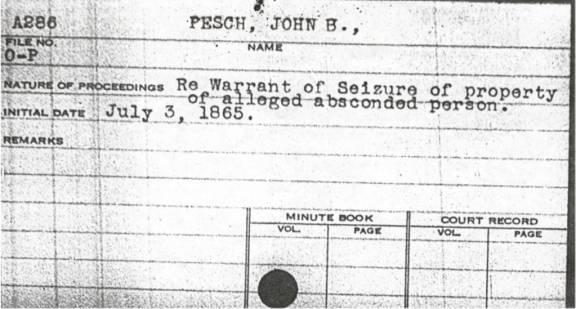 A286 PESCH, JOHN B.,
FILE NO. NAME
O-P
NATURE OF PROCEEDINGS Re Warrant of Seizure of property
of alleged absconded person.
INITIAL DATE July 3, 1865.
REMARKS
MINUTE BOOK COURT RECORD
VOL. PAGE VOL. PAGE